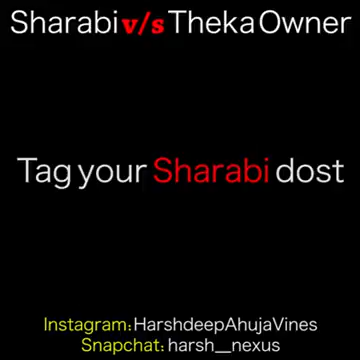 Sharabi v/s Theka Owner
Tag your Sharabi dost
Instagram: HarshdeepAhujaVines
Snapchat: harsh__nexus